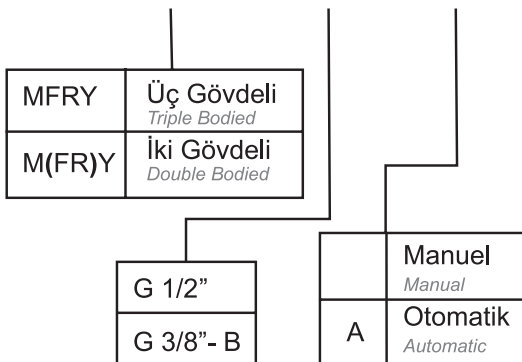 MFRY
Üç Gövdeli
Triple Bodied
M(FR)Y
İki Gövdeli
Double Bodied
G 1/2”
G 3/8”- B
Manuel
Manual
A
Otomatik
Automatic